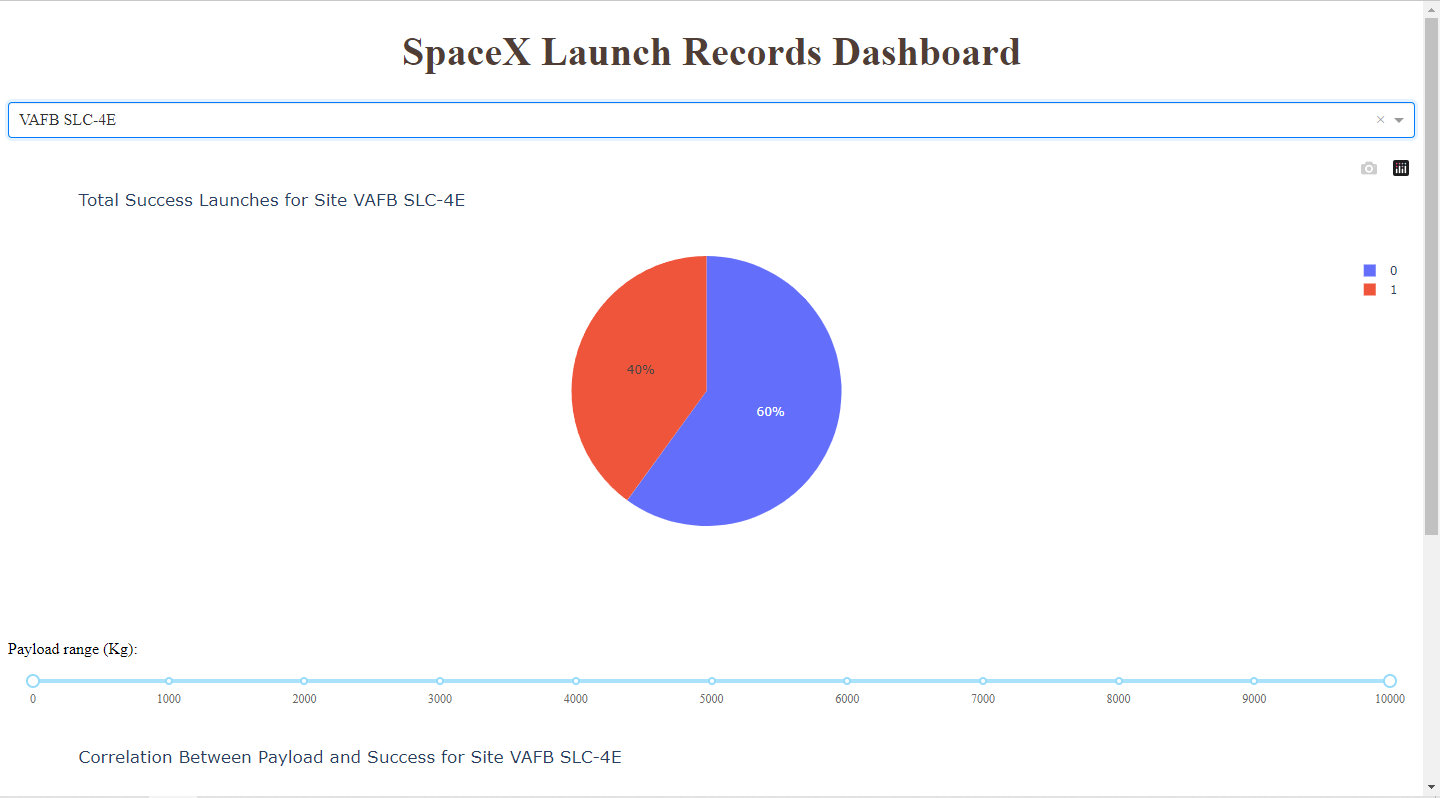 SpaceX Launch Records Dashboard
VAFB SLC-4E
Total Success Launches for Site VAFB SLC-4E
0
1
40%
60%
Payload range (Kg):
0 1000 2000 3000 4000 5000 6000 7000 8000 9000 10000
Correlation Between Payload and Success for Site VAFB SLC-4E